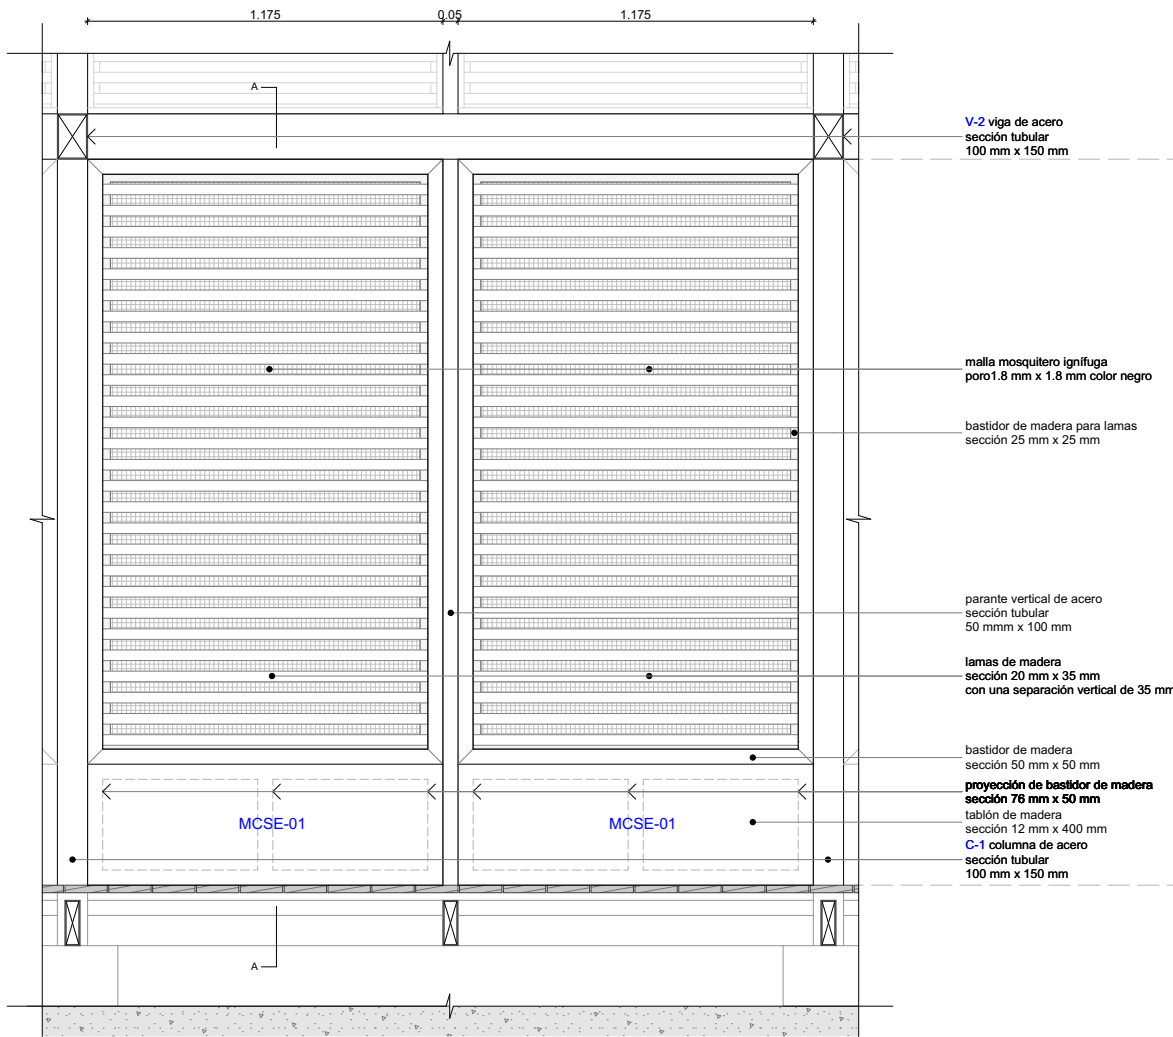 1.175
0.05
1.175
A
V-2 viga de acero
sección tubular
100 mm x 150 mm
malla mosquitero ignífuga
poro1.8 mm x 1.8 mm color negro
bastidor de madera para lamas
sección 25 mm x 25 mm
parante vertical de acero
sección tubular
50 mmm x 100 mm
lamas de madera
sección 20 mm x 35 mm
con una separación vertical de 35 mm
bastidor de madera
sección 50 mm x 50 mm
proyección de bastidor de madera
sección 76 mm x 50 mm
MCSE-01
MCSE-01
tablón de madera
sección 12 mm x 400 mm
C-1 columna de acero
sección tubular
100 mm x 150 mm
A